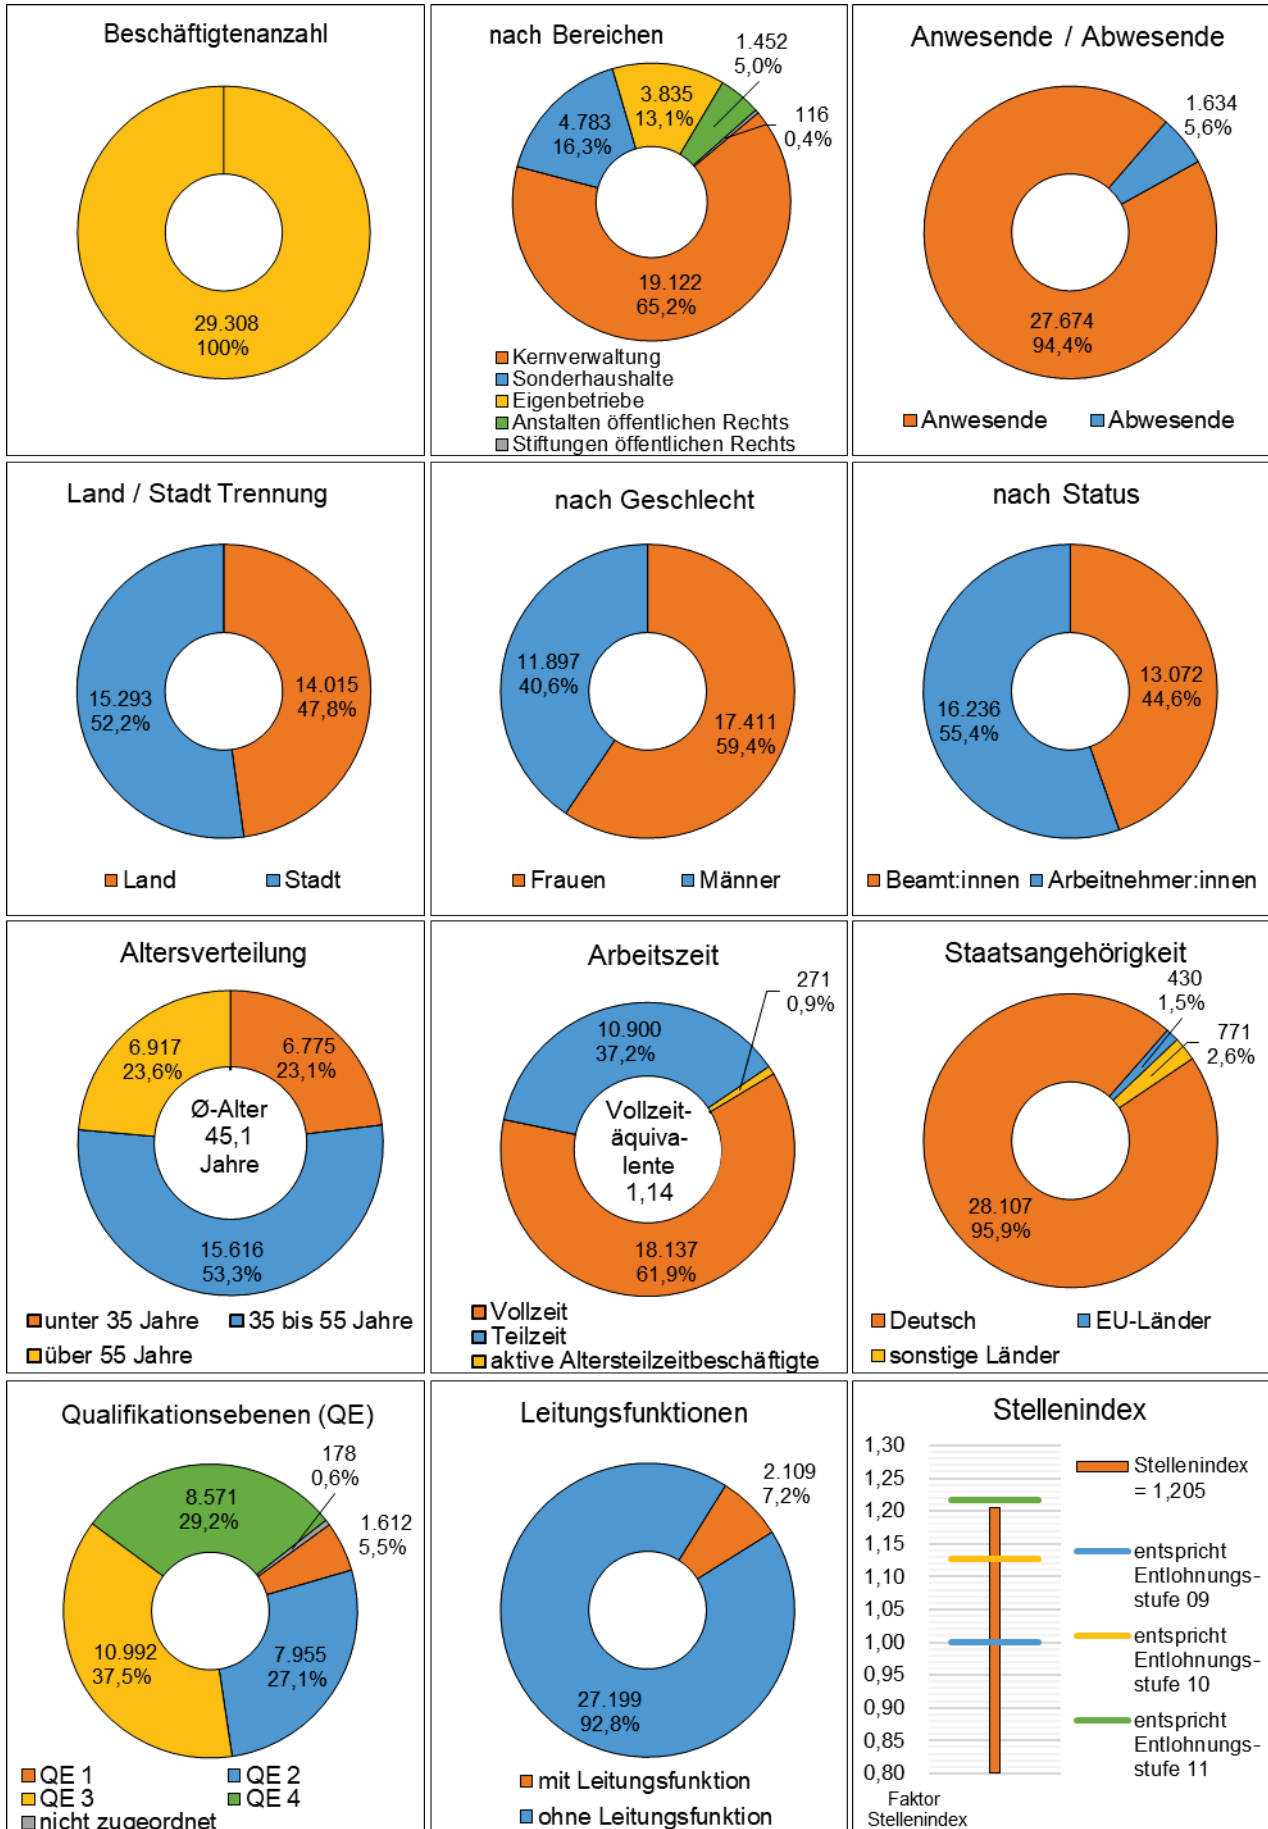 Beschäftigtenanzahl
29.308
100%
nach Bereichen
1.452
5,0%
3.835
13,1%
116
0,4%
4.783
16,3%
19.122
65,2%
Kernverwaltung
Sonderhaushalte
Eigenbetriebe
Anstalten öffentlichen Rechts
Stiftungen öffentlichen Rechts
Anwesende / Abwesende
1.634
5,6%
27.674
94,4%
Anwesende Abwesende
Land / Stadt Trennung
14.015
47,8%
15.293
52,2%
Land Stadt
nach Geschlecht
11.897
40,6%
17.411
59,4%
Frauen Männer
nach Status
13.072
44,6%
16.236
55,4%
Beamt:innen Arbeitnehmer:innen
Altersverteilung
6.917
23,6%
6.775
23,1%
Ø-Alter
45,1
Jahre
15.616
53,3%
unter 35 Jahre 35 bis 55 Jahre
über 55 Jahre
Arbeitszeit
271
0,9%
10.900
37,2%
Vollzeit-
äquiva-
lente
1,14
18.137
61,9%
Vollzeit
Teilzeit
aktive Altersteilzeitbeschäftigte
Staatsangehörigkeit
430
1,5%
771
2,6%
28.107
95,9%
Deutsch EU-Länder
sonstige Länder
Qualifikationsebenen (QE)
178
0,6%
8.571
29,2%
1.612
5,5%
10.992
37,5%
7.955
27,1%
QE 1 QE 2
QE 3 QE 4
nicht zugeordnet
Leitungsfunktionen
2.109
7,2%
27.199
92,8%
mit Leitungsfunktion
ohne Leitungsfunktion
Stellenindex
1,30
1,25
1,20
1,15
1,10
1,05
1,00
0,95
0,90
0,85
0,80
Faktor
Stellenindex
Stellenindex
= 1,205
entspricht
Entlohnungs-
stufe 09
entspricht
Entlohnungs-
stufe 10
entspricht
Entlohnungs-
stufe 11